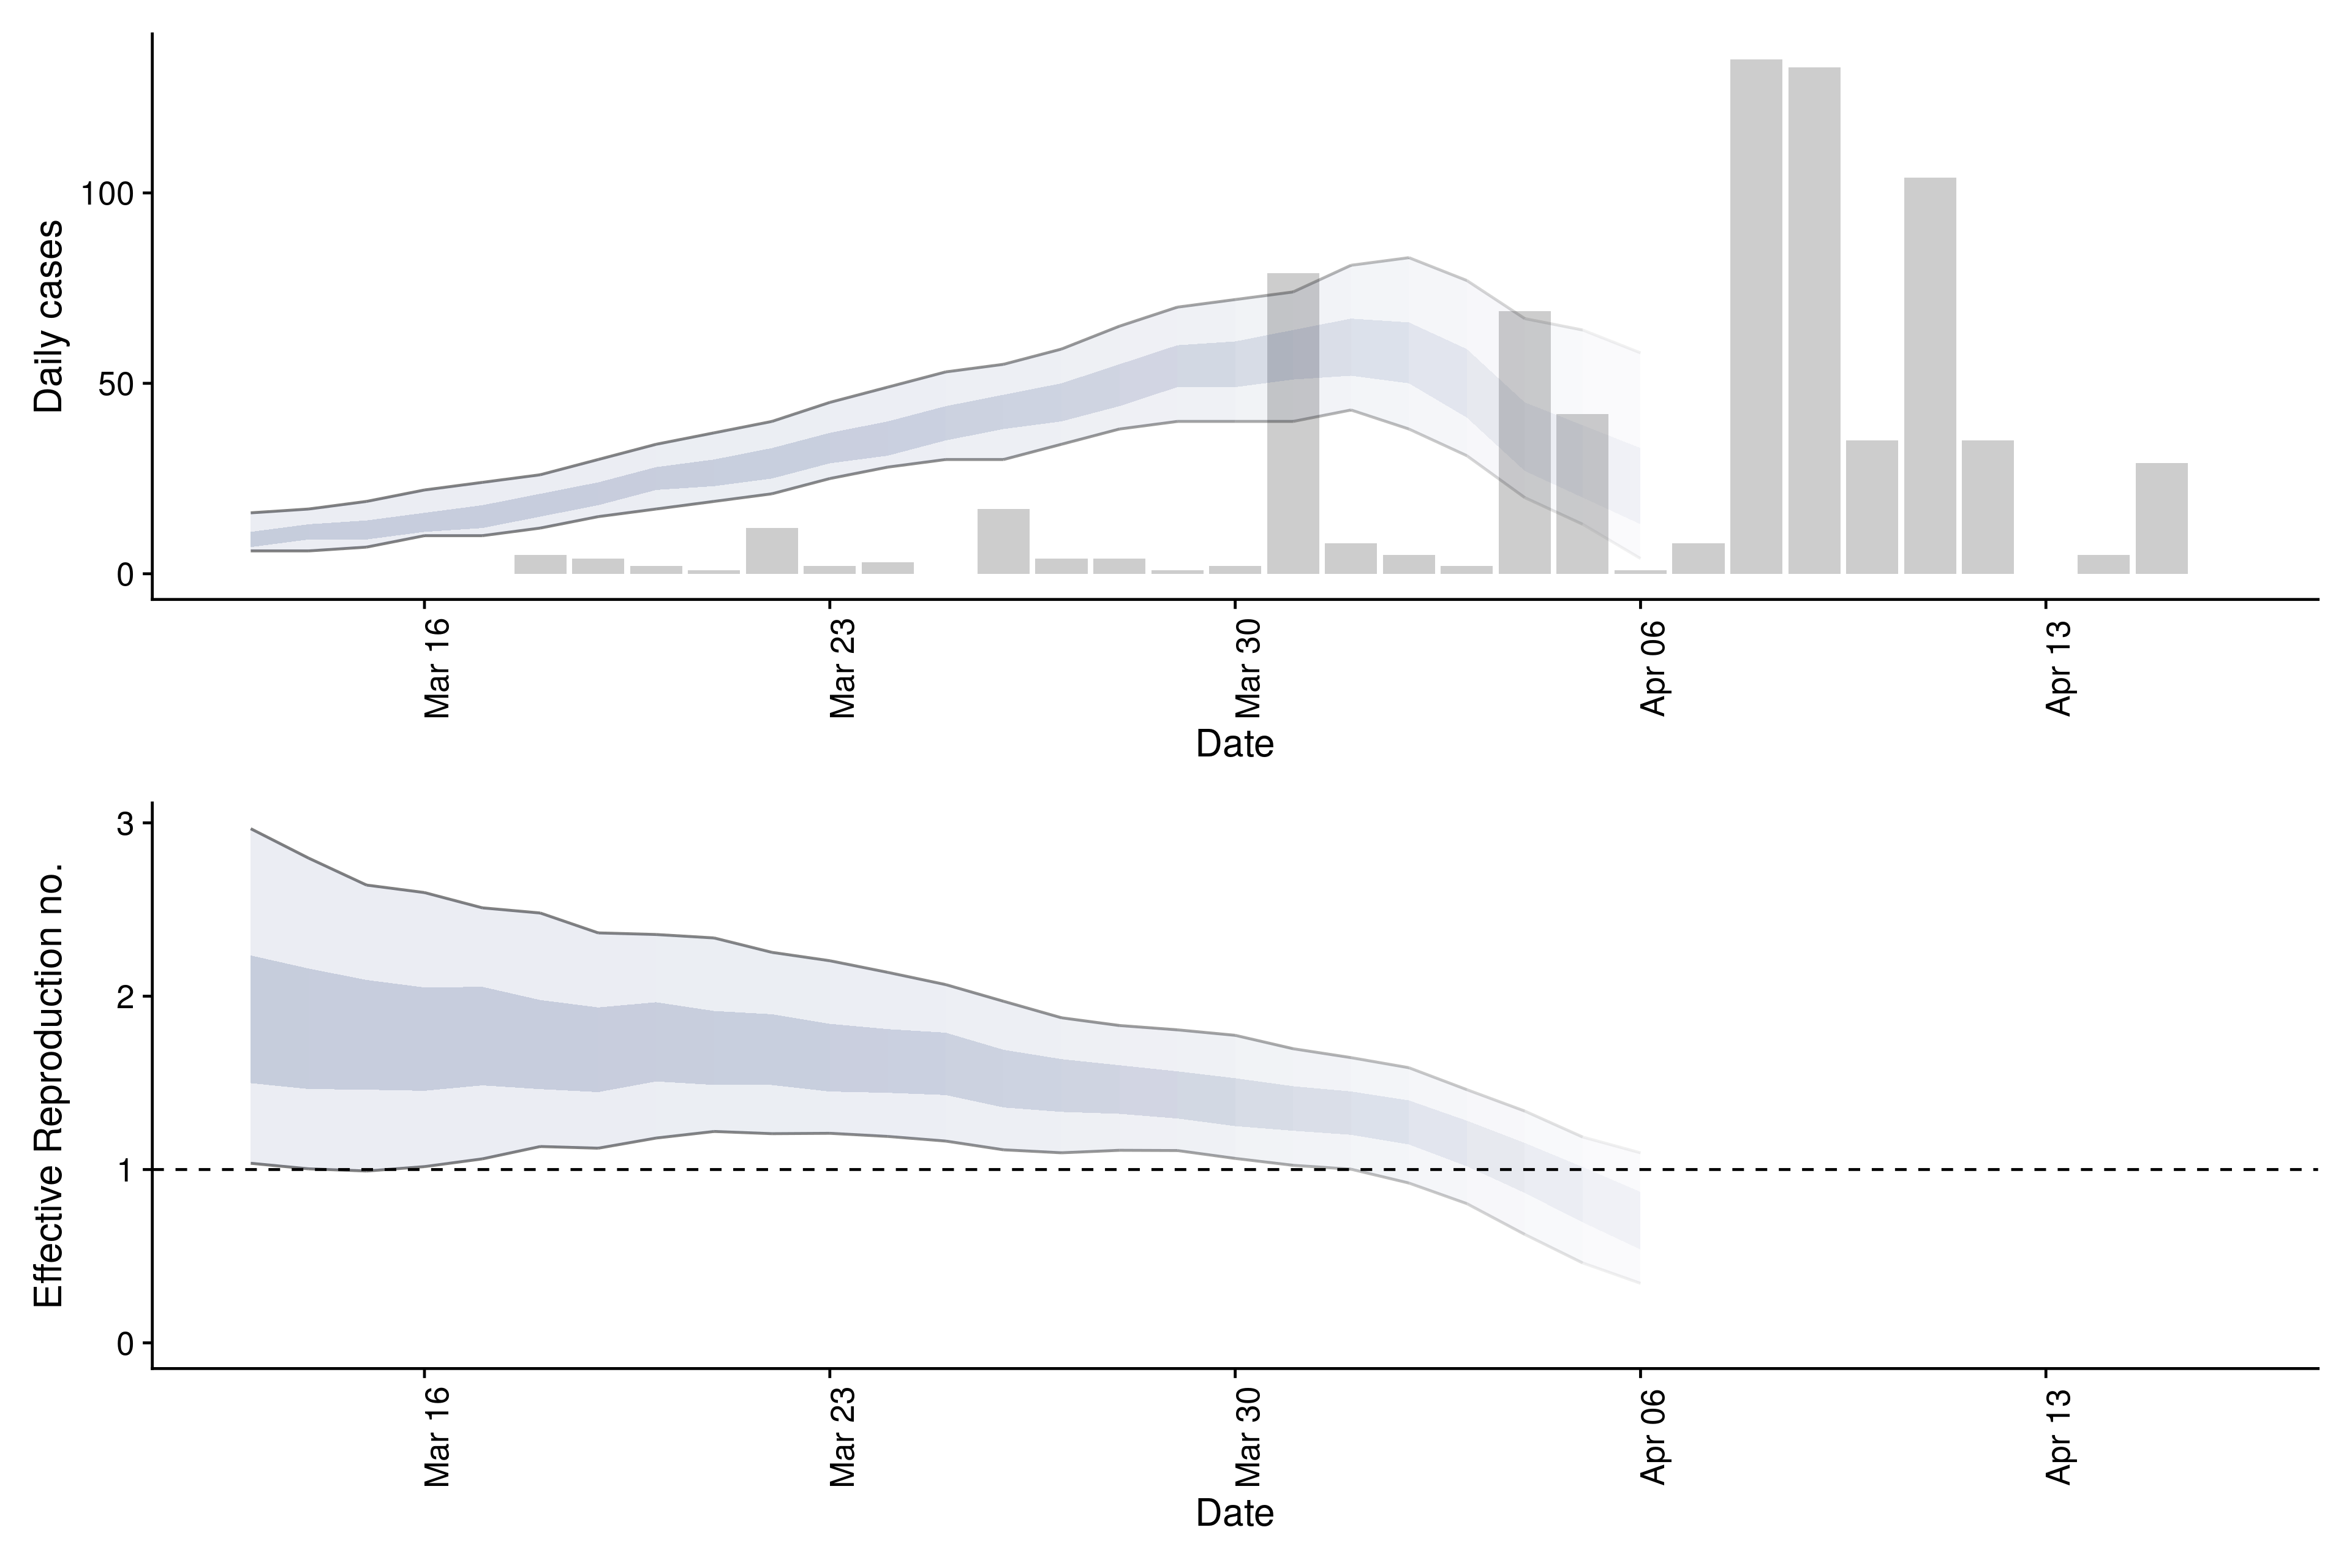 Daily cases
100
50
0
Mar 16
Mar 23
Mar 30
Apr 06
Apr 13
Date
Effective Reproduction no.
3
2
1
0
Mar 16
Mar 23
Mar 30
Apr 06
Apr 13
Date